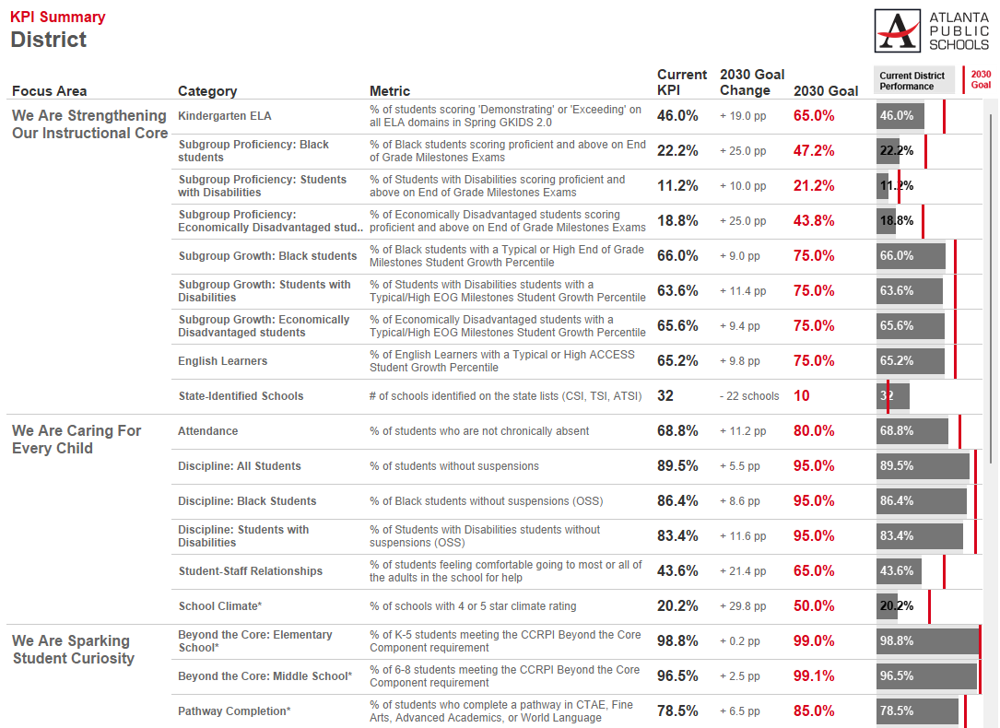 KPI Summary
District
ATLANTA
PUBLIC
SCHOOLS
Focus Area
Category
Metric
Current
KPI
2030 Goal
Change
2030 Goal
Current District
Performance
2030
Goal
We Are Strengthening
Our Instructional Core
Kindergarten ELA
% of students scoring 'Demonstrating' or 'Exceeding' on
all ELA domains in Spring GKIDS 2.0
46.0%
+ 19.0 pp
65.0%
46.0%
Subgroup Proficiency: Black
students
% of Black students scoring proficient and above on End
of Grade Milestones Exams
22.2%
+ 25.0 pp
47.2%
22.2%
Subgroup Proficiency: Students
with Disabilities
% of Students with Disabilities scoring proficient and
above on End of Grade Milestones Exams
11.2%
+ 10.0 pp
21.2%
11.2%
Subgroup Proficiency:
Economically Disadvantaged stud..
% of Economically Disadvantaged students scoring
proficient and above on End of Grade Milestones Exams
18.8%
+ 25.0 pp
43.8%
18.8%
Subgroup Growth: Black students
% of Black students with a Typical or High End of Grade
Milestones Student Growth Percentile
66.0%
+ 9.0 pp
75.0%
66.0%
Subgroup Growth: Students with
Disabilities
% of Students with Disabilities students with a
Typical/High EOG Milestones Student Growth Percentile
63.6%
+ 11.4 pp
75.0%
63.6%
Subgroup Growth: Economically
Disadvantaged students
% of Economically Disadvantaged students with a
Typical/High EOG Milestones Student Growth Percentile
65.6%
+ 9.4 pp
75.0%
65.6%
English Learners
% of English Learners with a Typical or High ACCESS
Student Growth Percentile
65.2%
+ 9.8 pp
75.0%
65.2%
State-Identified Schools
# of schools identified on the state lists (CSI, TSI, ATSI)
32
- 22 schools
10
32
We Are Caring For
Every Child
Attendance
% of students who are not chronically absent
68.8%
+ 11.2 pp
80.0%
68.8%
Discipline: All Students
% of students without suspensions
89.5%
+ 5.5 pp
95.0%
89.5%
Discipline: Black Students
% of Black students without suspensions (OSS)
86.4%
+ 8.6 pp
95.0%
86.4%
Discipline: Students with
Disabilities
% of Students with Disabilities students without
suspensions (OSS)
83.4%
+ 11.6 pp
95.0%
83.4%
Student-Staff Relationships
% of students feeling comfortable going to most or all of
the adults in the school for help
43.6%
+ 21.4 pp
65.0%
43.6%
School Climate*
% of schools with 4 or 5 star climate rating
20.2%
+ 29.8 pp
50.0%
20.2%
We Are Sparking
Student Curiosity
Beyond the Core: Elementary
School*
% of K-5 students meeting the CCRPI Beyond the Core
Component requirement
98.8%
+ 0.2 pp
99.0%
98.8%
Beyond the Core: Middle School*
% of 6-8 students meeting the CCRPI Beyond the Core
Component requirement
96.5%
+ 2.5 pp
99.1%
96.5%
Pathway Completion*
% of students who complete a pathway in CTAE, Fine
Arts, Advanced Academics, or World Language
78.5%
+ 6.5 pp
85.0%
78.5%